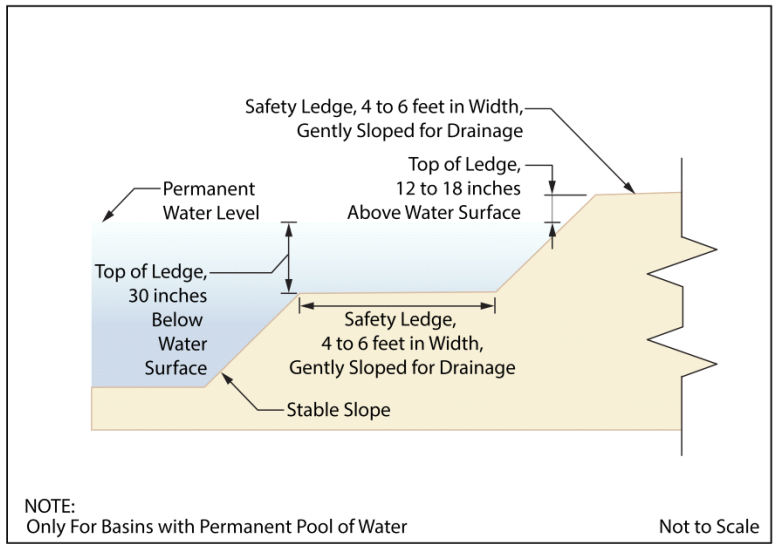 Safety Ledge, 4 to 6 feet in Width,
Gently Sloped for Drainage
Top of Ledge,
12 to 18 inches
Above Water Surface
Permanent
Water Level
Top of Ledge,
30 inches
Below
Water
Surface
Safety Ledge,
4 to 6 feet in Width,
Gently Sloped for Drainage
Stable Slope
NOTE:
Only For Basins with Permanent Pool of Water
Not to Scale